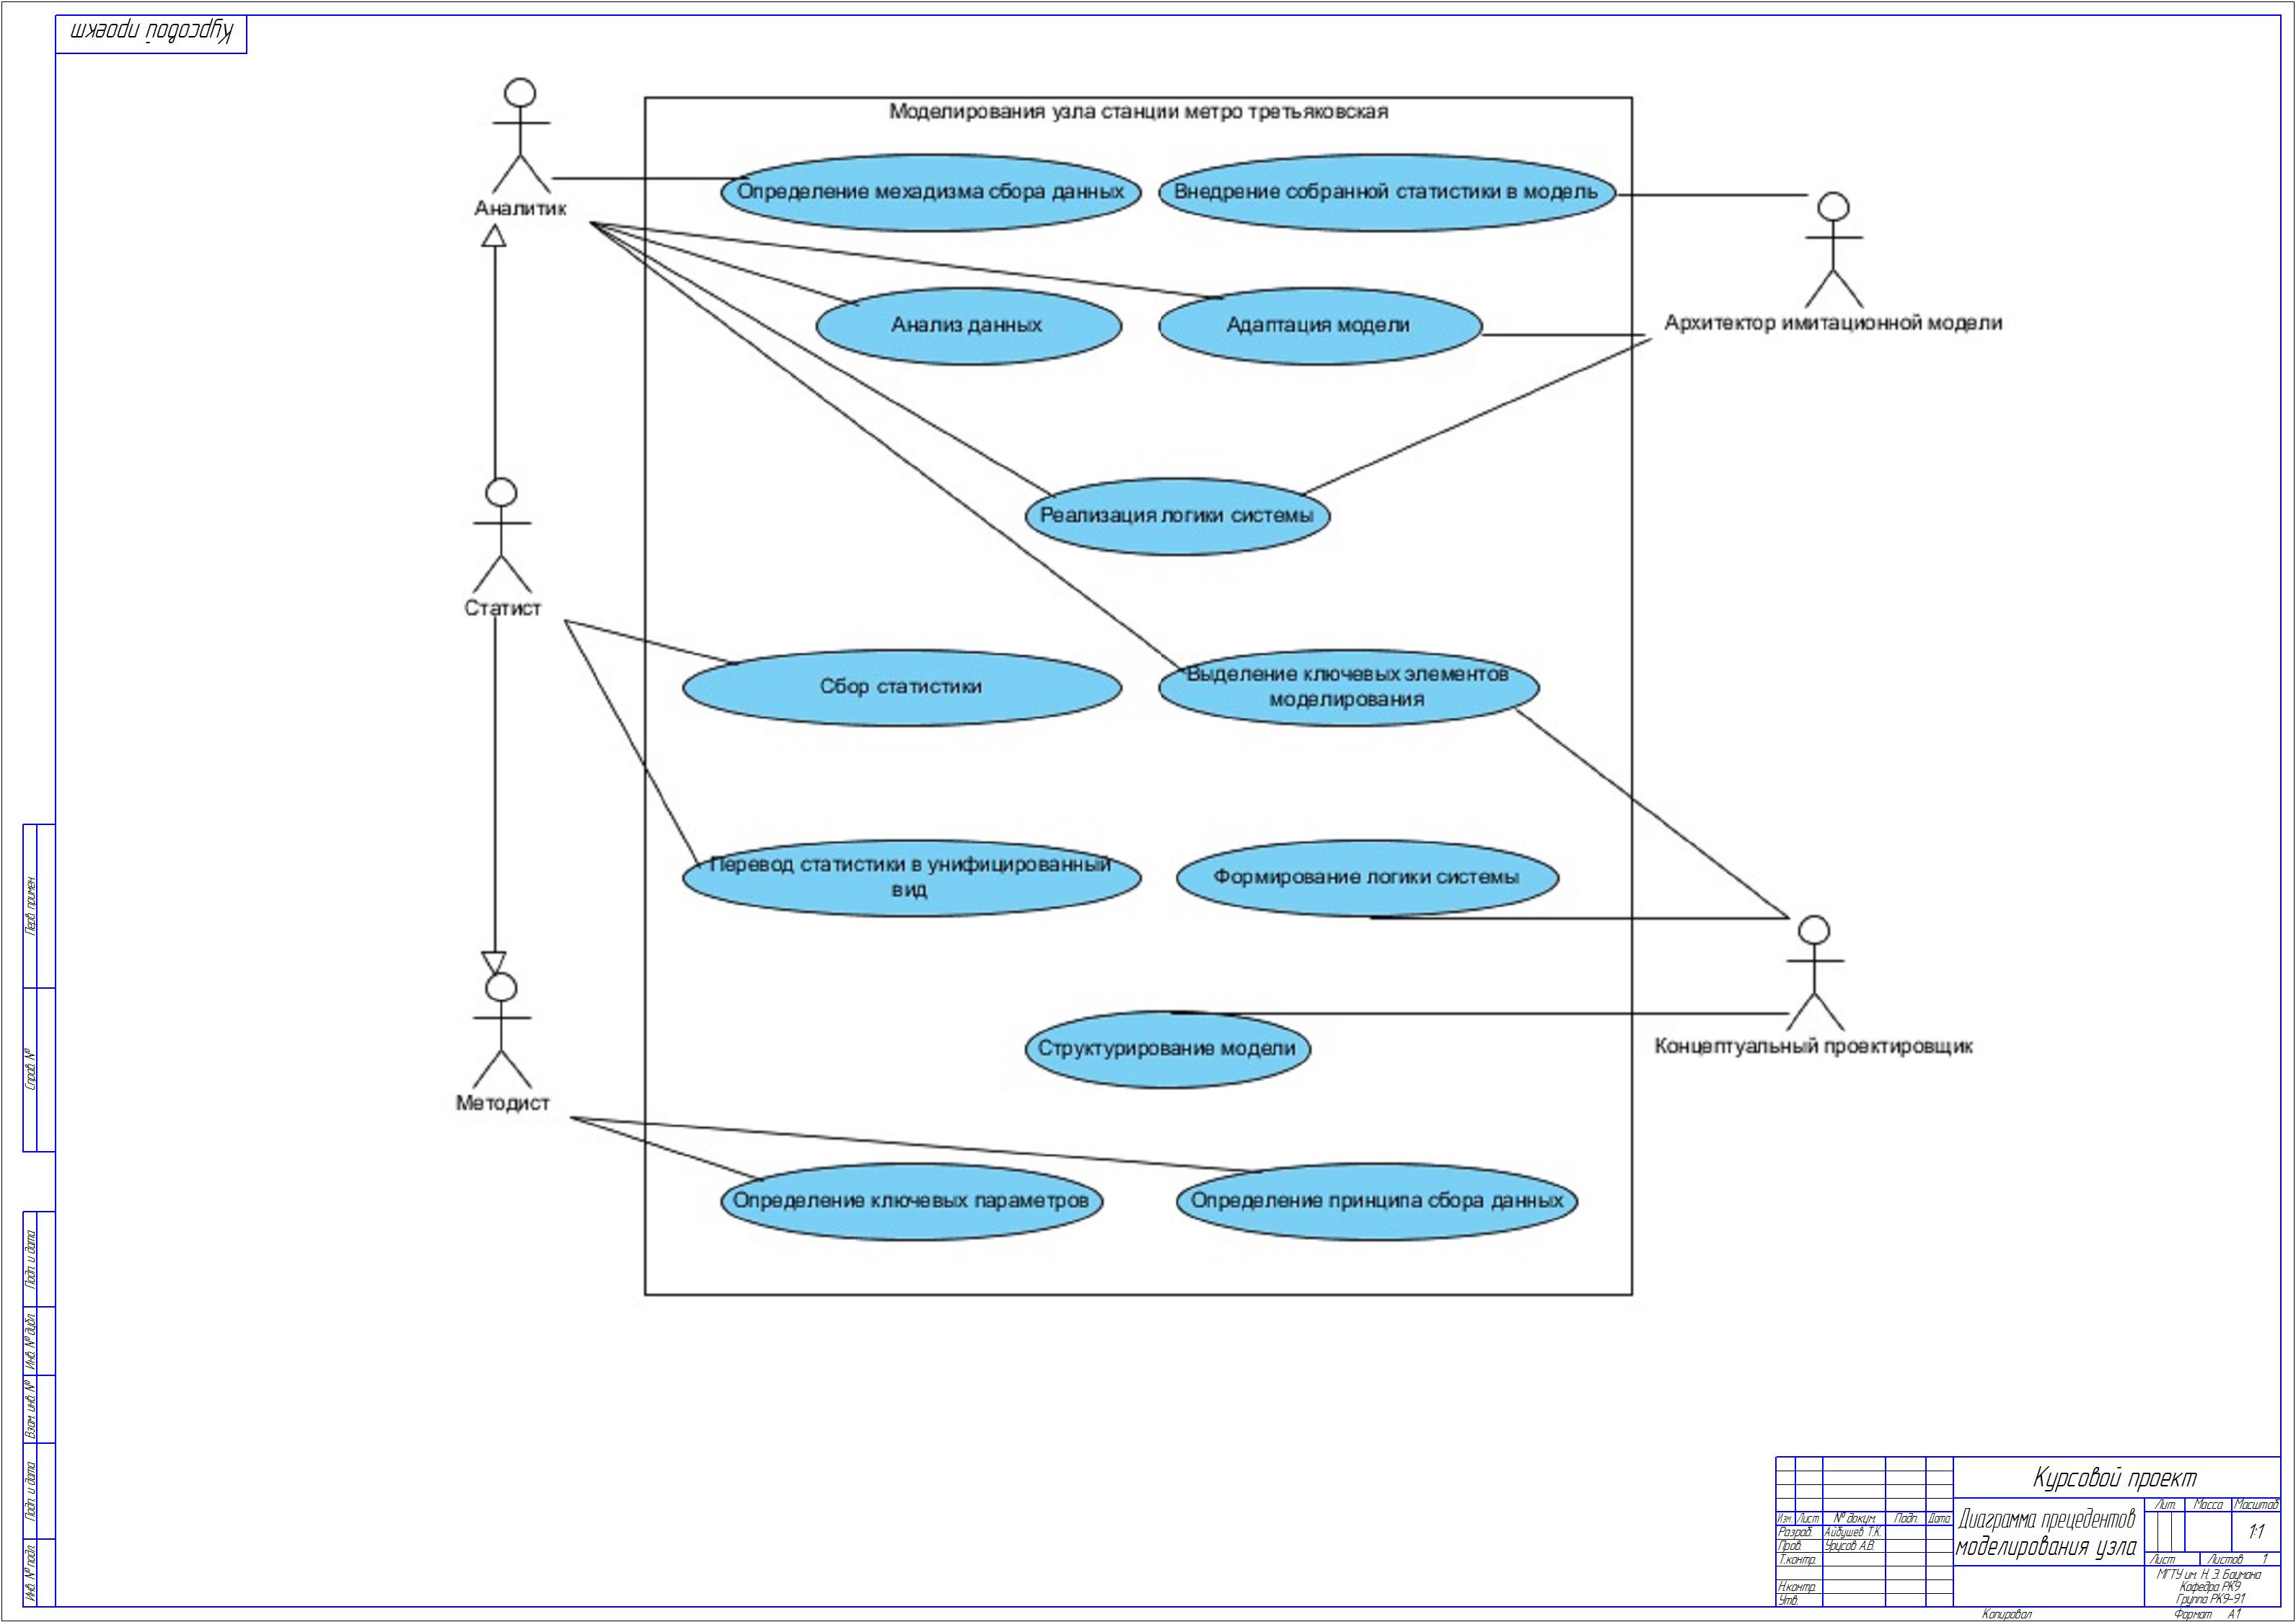 Курсовой проект
Моделирования узла станции метро третьяковская
Определение мехадизма сбора данных
Внедрение собранной статистики в модель
Аналитик
Анализ данных
Адаптация модели
Архитектор имитационной модели
Реализация логики системы
Статист
Сбор статистики
Выделение ключевых элементов
моделирования
Перевод статистики в унифицированный
вид
Формирование логики системы
Структурирование модели
Концептуальный проектировщик
Методист
Определение ключевых параметров
Определение принципа сбора данных
Перв. примен.
Справ. №
Подп. и дата
Инв. № дубл.
Взам. инв. №
Подп. и дата
Инв. № подл.
Курсовой проект
Изм. Лист № докум. Подп. Дата
Разраб. Айбушев Т.К.
Пров. Урусов А.В.
Т.контр.
Н.контр.
Утв.
Диаграмма прецедентов
моделирования узла
Лит. Масса Масштаб
1:1
Лист Листов 1
МГТУ им. Н. Э. Баумана
Кафедра РК9
Группа РК9-91
Копировал Формат А1